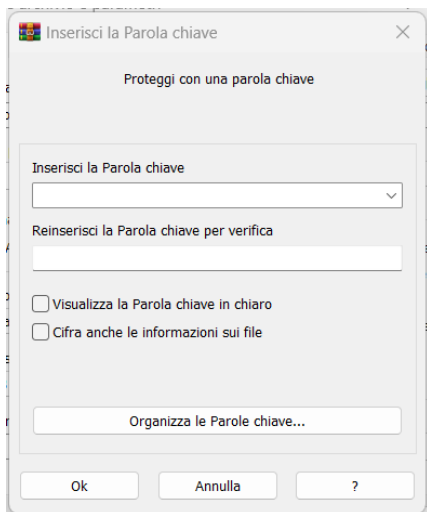 Inserisci la Parola chiave
Proteggi con una parola chiave
Inserisci la Parola chiave
Reinserisci la Parola chiave per verifica
Visualizza la Parola chiave in chiaro
Cifra anche le informazioni sui file
Organizza le Parole chiave...
Ok Annulla ?